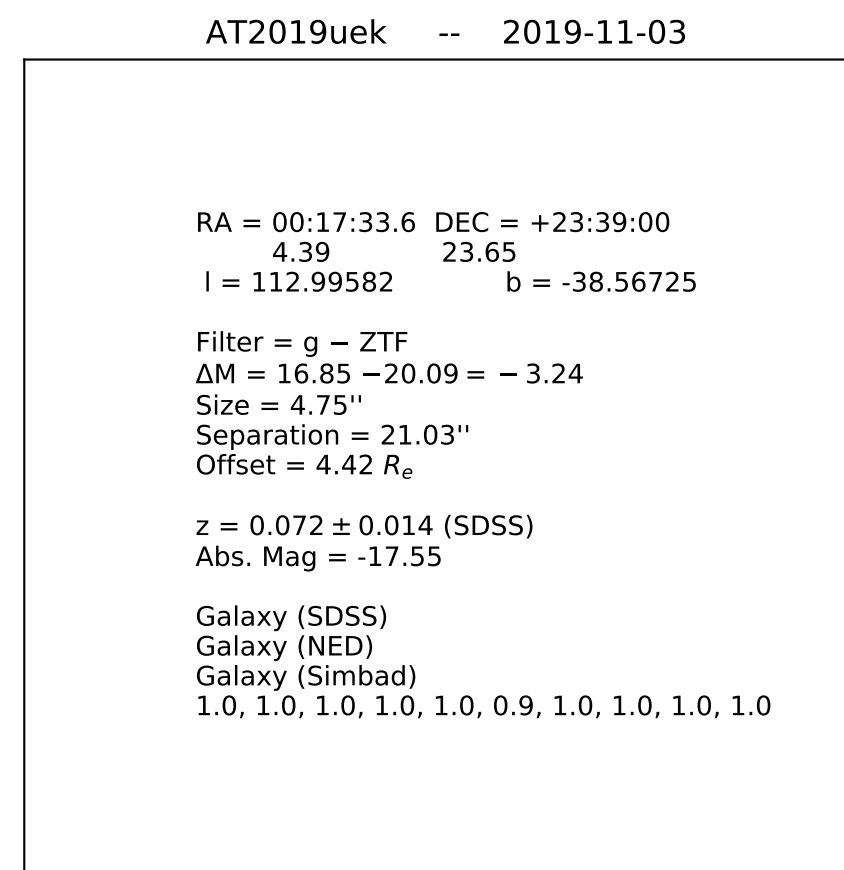 AT2019uek -- 2019-11-03
RA = 00:17:33.6 DEC = +23:39:00
4.39 23.65
l = 112.99582 b = -38.56725
Filter = g − ZTF
ΔM = 16.85 −20.09 = − 3.24
Size = 4.75''
Separation = 21.03''
Offset = 4.42 Rₑ
z = 0.072 ± 0.014 (SDSS)
Abs. Mag = -17.55
Galaxy (SDSS)
Galaxy (NED)
Galaxy (Simbad)
1.0, 1.0, 1.0, 1.0, 1.0, 0.9, 1.0, 1.0, 1.0, 1.0